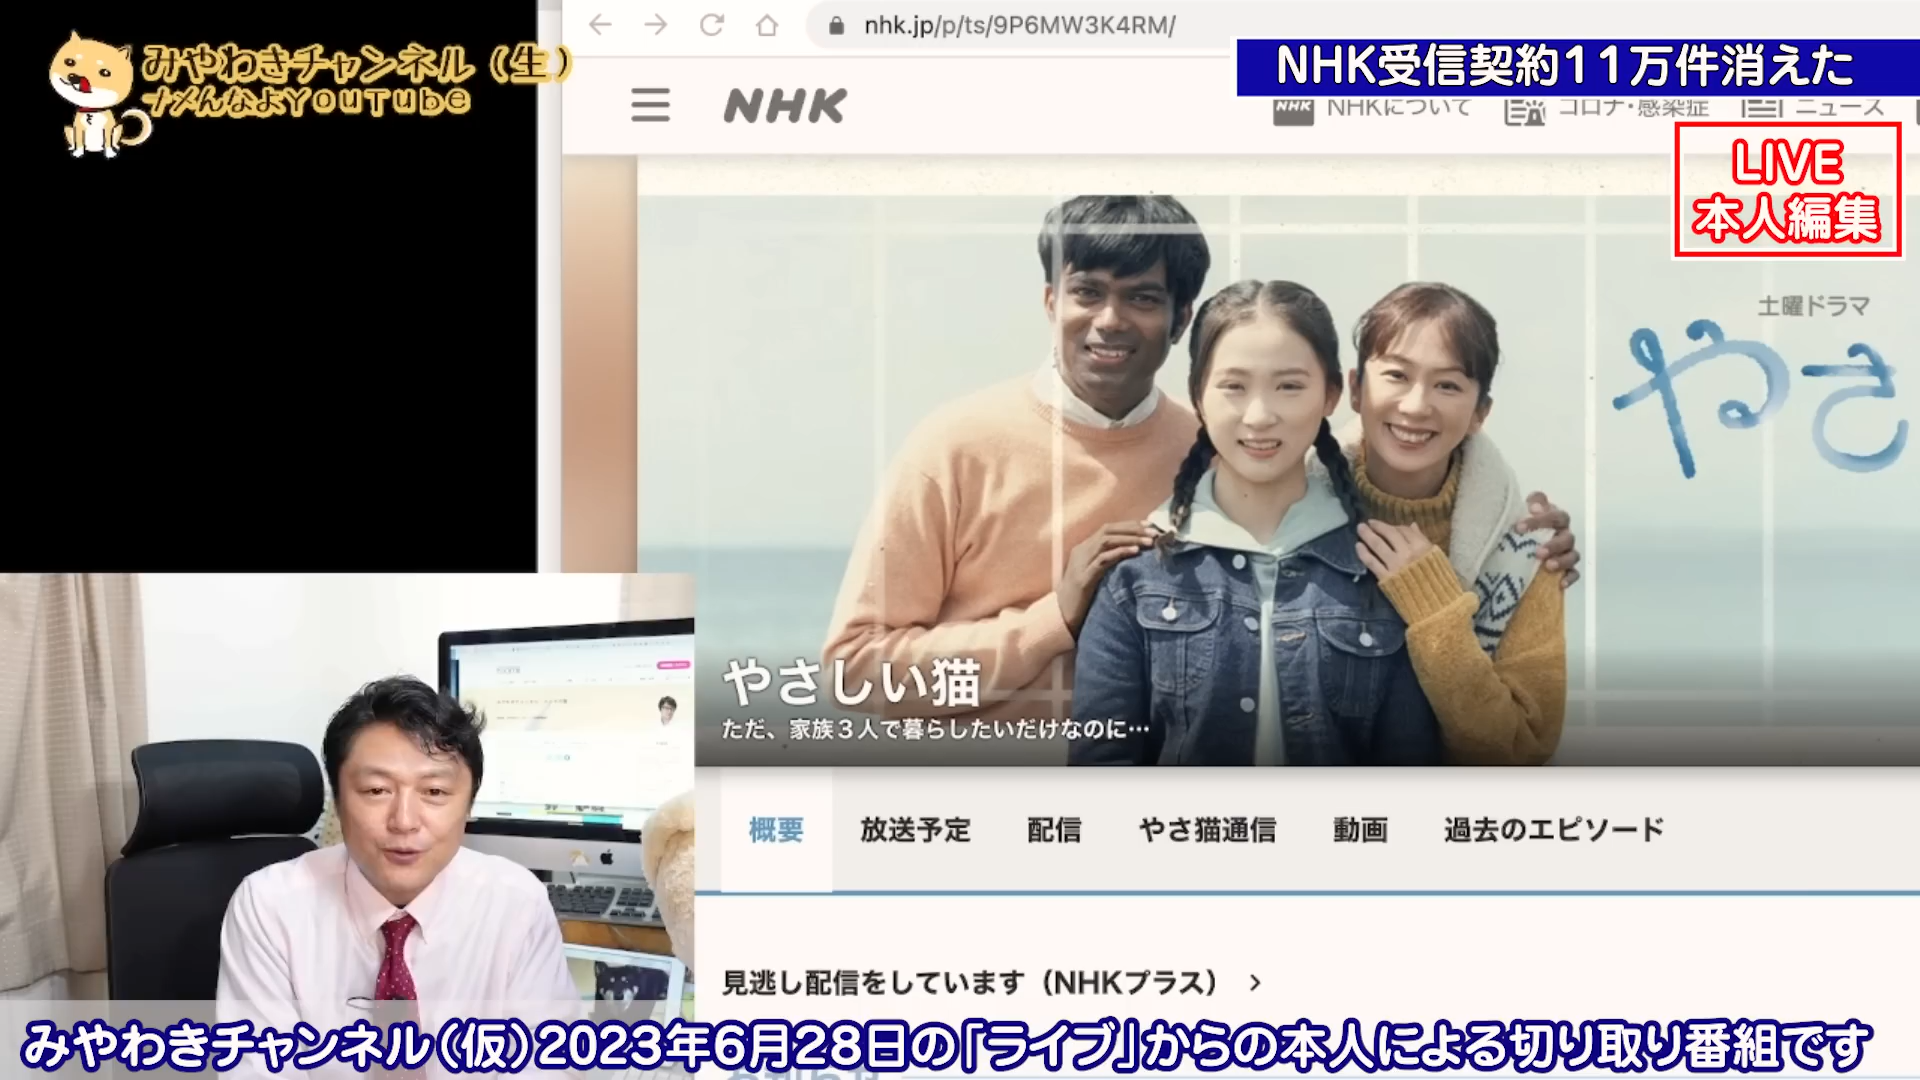 みやわきチャンネル（生）
ナメんなよYouTube
nhk.jp/p/ts/9P6MW3K4RM/
NHK受信契約11万件消えた
NHK
NHK
NHKについて
コロナ・感染症
ニュース
LIVE
本人編集
土曜ドラマ
やさ
やさしい猫
ただ、家族３人で暮らしたいだけなのに…
概要
放送予定
配信
やさ猫通信
動画
過去のエピソード
見逃し配信をしています（NHKプラス）
みやわきチャンネル（仮）2023年6月28日の「ライブ」からの本人による切り取り番組です